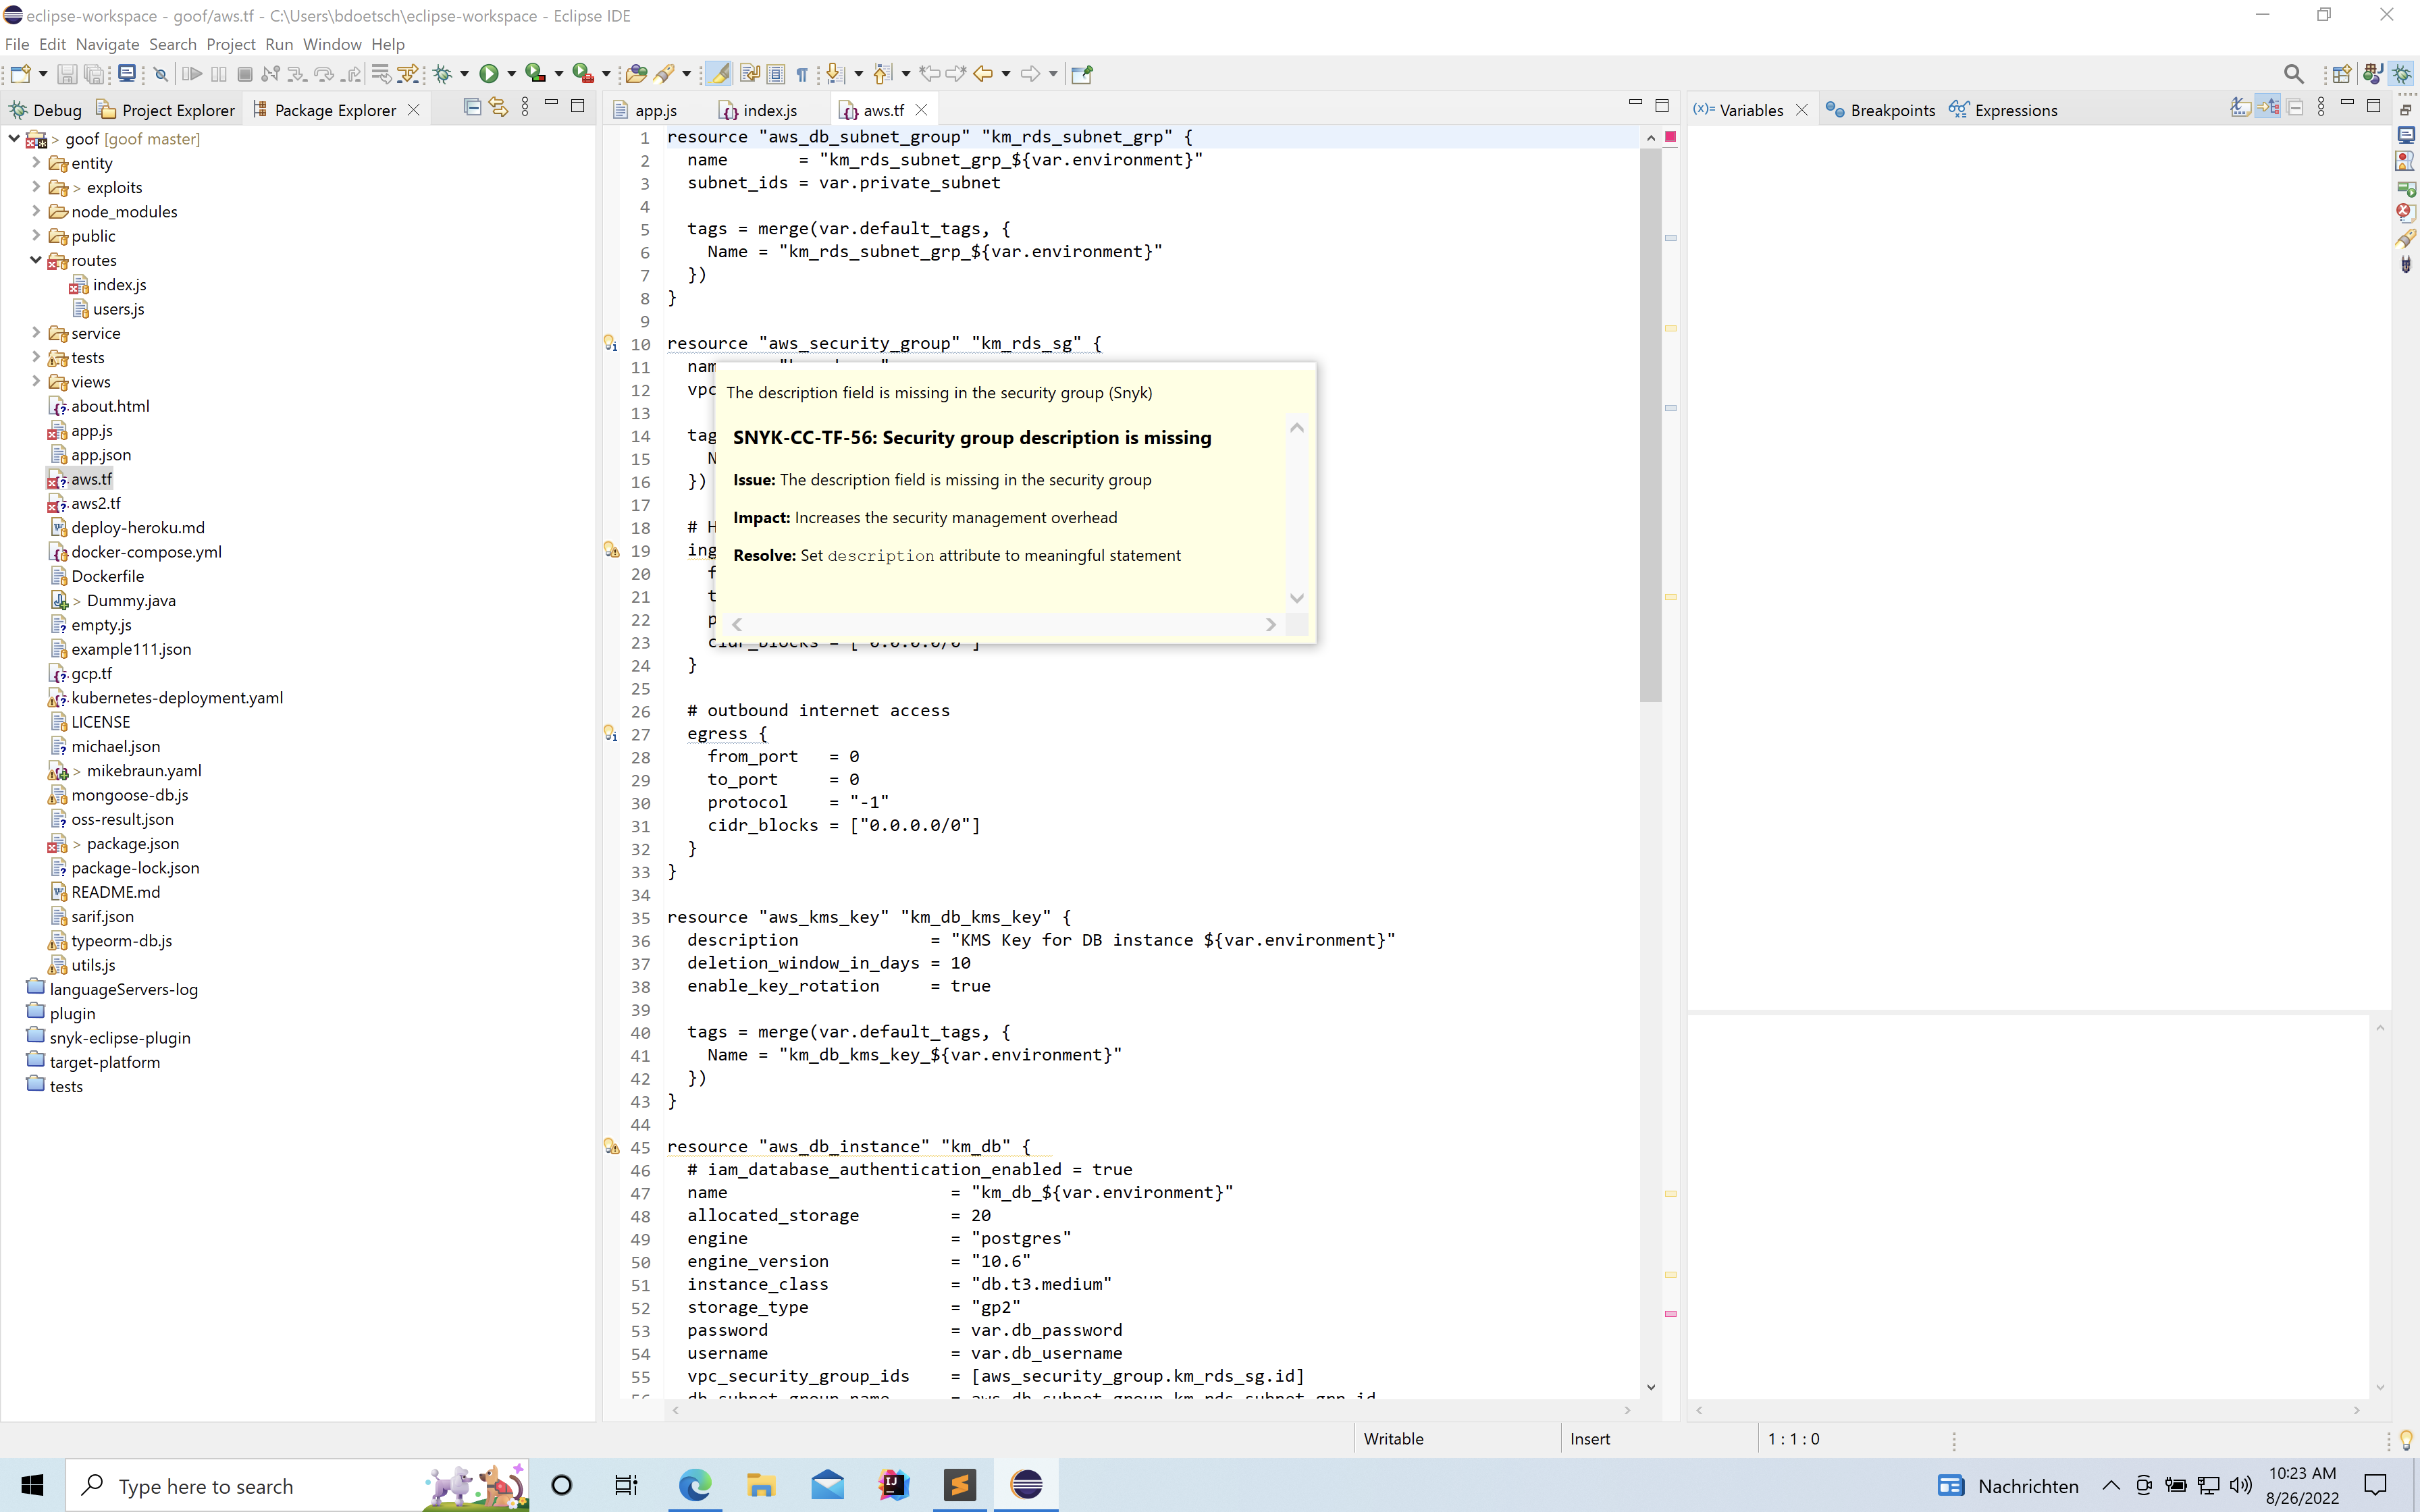 eclipse-workspace - goof/aws.tf - C:\Users\bdoetsch\eclipse-workspace - Eclipse IDE
File Edit Navigate Search Project Run Window Help
Debug Project Explorer Package Explorer
app.js index.js aws.tf
(x)= Variables Breakpoints Expressions
> goof [goof master]
entity
> exploits
node_modules
public
routes
index.js
users.js
service
tests
views
about.html
app.js
app.json
aws.tf
aws2.tf
deploy-heroku.md
docker-compose.yml
Dockerfile
> Dummy.java
empty.js
example111.json
gcp.tf
kubernetes-deployment.yaml
LICENSE
michael.json
> mikebraun.yaml
mongoose-db.js
oss-result.json
> package.json
package-lock.json
README.md
sarif.json
typeorm-db.js
utils.js
languageServers-log
plugin
snyk-eclipse-plugin
target-platform
tests
1 resource "aws_db_subnet_group" "km_rds_subnet_grp" {
2 name = "km_rds_subnet_grp_${var.environment}"
3 subnet_ids = var.private_subnet
4
5 tags = merge(var.default_tags, {
6 Name = "km_rds_subnet_grp_${var.environment}"
7 })
8 }
9
10 resource "aws_security_group" "km_rds_sg" {
11 nam
12 vpc
13
14 tag
15 N
16 })
17
18 # H
19 ing
20 f
21 t
22 p
23 cidr_blocks = ["0.0.0.0/0"]
24 }
25
26 # outbound internet access
27 egress {
28 from_port = 0
29 to_port = 0
30 protocol = "-1"
31 cidr_blocks = ["0.0.0.0/0"]
32 }
33 }
34
35 resource "aws_kms_key" "km_db_kms_key" {
36 description = "KMS Key for DB instance ${var.environment}"
37 deletion_window_in_days = 10
38 enable_key_rotation = true
39
40 tags = merge(var.default_tags, {
41 Name = "km_db_kms_key_${var.environment}"
42 })
43 }
44
45 resource "aws_db_instance" "km_db" {
46 # iam_database_authentication_enabled = true
47 name = "km_db_${var.environment}"
48 allocated_storage = 20
49 engine = "postgres"
50 engine_version = "10.6"
51 instance_class = "db.t3.medium"
52 storage_type = "gp2"
53 password = var.db_password
54 username = var.db_username
55 vpc_security_group_ids = [aws_security_group.km_rds_sg.id]
56 db_subnet_group_name = aws_db_subnet_group.km_rds_subnet_grp.id
The description field is missing in the security group (Snyk)
SNYK-CC-TF-56: Security group description is missing
Issue: The description field is missing in the security group
Impact: Increases the security management overhead
Resolve: Set description attribute to meaningful statement
Writable Insert 1 : 1 : 0
Type here to search
Nachrichten
10:23 AM
8/26/2022